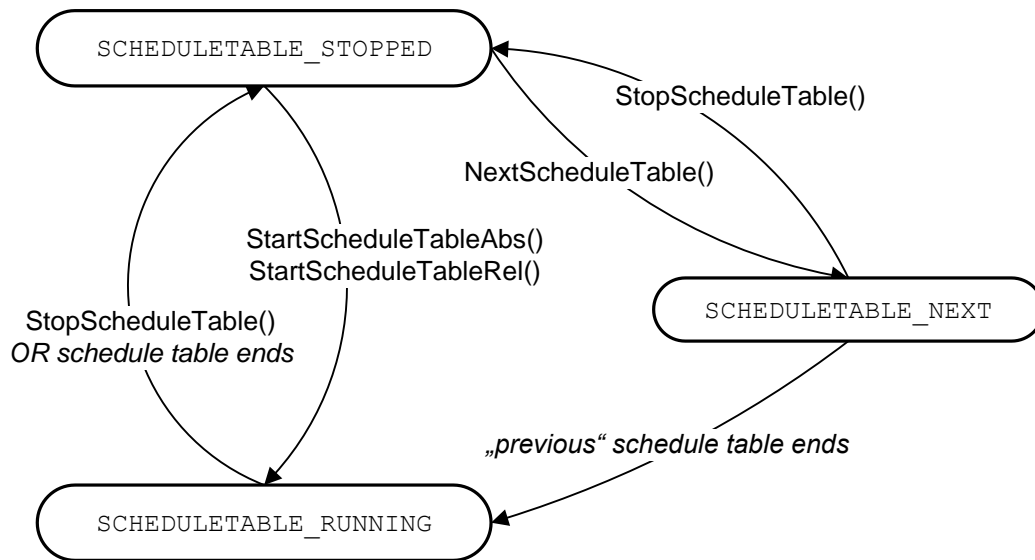 SCHEDULETABLE_STOPPED
StopScheduleTable()
NextScheduleTable()
StartScheduleTableAbs()
StartScheduleTableRel()
SCHEDULETABLE_NEXT
StopScheduleTable()
OR schedule table ends
„previous“ schedule table ends
SCHEDULETABLE_RUNNING